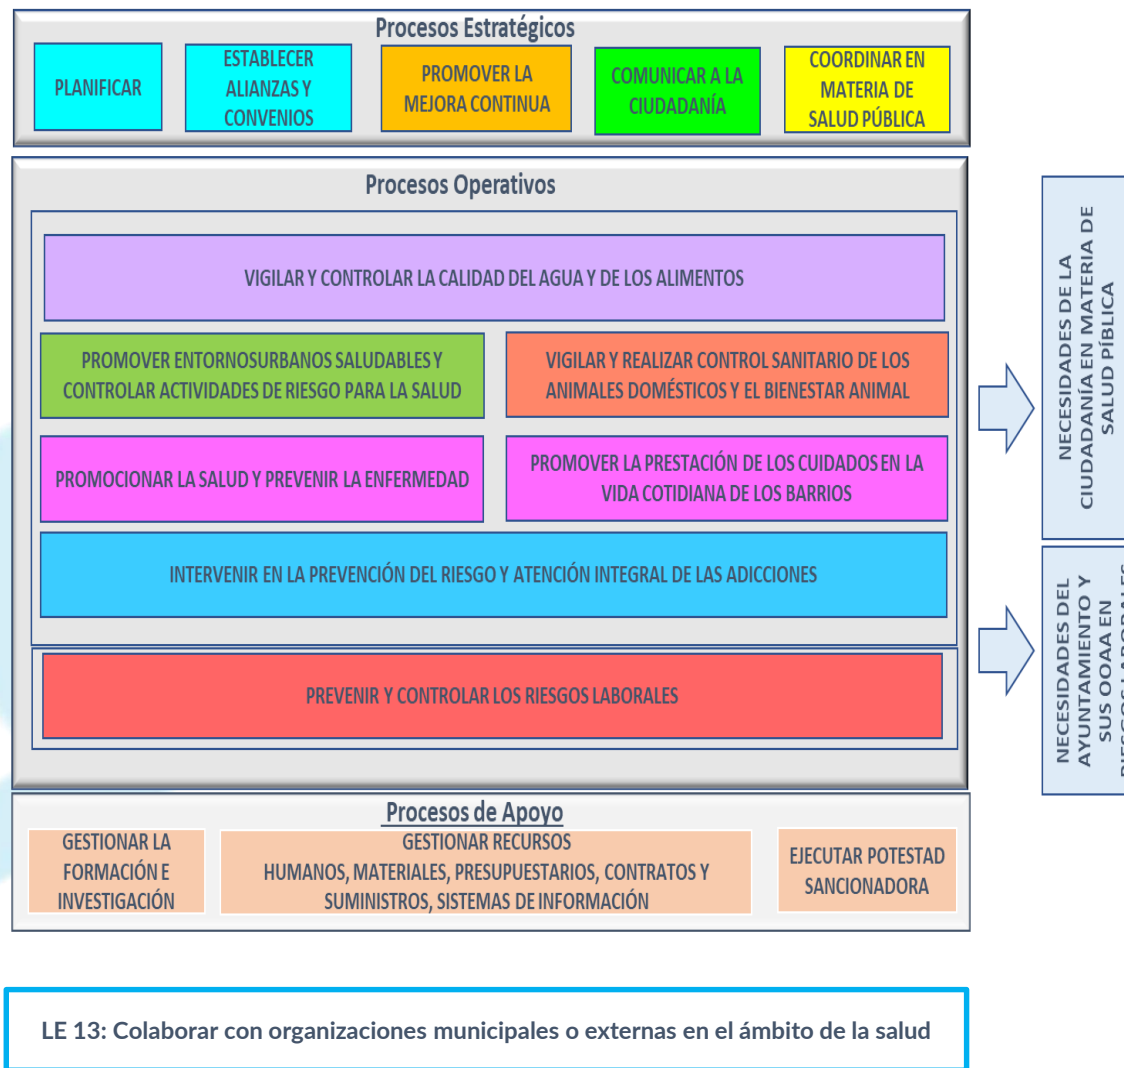 Procesos Estratégicos
PLANIFICAR
ESTABLECER
ALIANZAS Y
CONVENIOS
PROMOVER LA
MEJORA CONTINUA
COMUNICAR A LA
CIUDADANÍA
COORDINAR EN
MATERIA DE
SALUD PÚBLICA
Procesos Operativos
VIGILAR Y CONTROLAR LA CALIDAD DEL AGUA Y DE LOS ALIMENTOS
PROMOVER ENTORNOSURBANOS SALUDABLES Y
CONTROLAR ACTIVIDADES DE RIESGO PARA LA SALUD
VIGILAR Y REALIZAR CONTROL SANITARIO DE LOS
ANIMALES DOMÉSTICOS Y EL BIENESTAR ANIMAL
PROMOCIONAR LA SALUD Y PREVENIR LA ENFERMEDAD
PROMOVER LA PRESTACIÓN DE LOS CUIDADOS EN LA
VIDA COTIDIANA DE LOS BARRIOS
INTERVENIR EN LA PREVENCIÓN DEL RIESGO Y ATENCIÓN INTEGRAL DE LAS ADICCIONES
PREVENIR Y CONTROLAR LOS RIESGOS LABORALES
NECESIDADES DE LA
CIUDADANÍA EN MATERIA DE
SALUD PÍBLICA
NECESIDADES DEL
AYUNTAMIENTO Y
SUS OOAA EN
RIESGOS LABORALES
Procesos de Apoyo
GESTIONAR LA
FORMACIÓN E
INVESTIGACIÓN
GESTIONAR RECURSOS
HUMANOS, MATERIALES, PRESUPUESTARIOS, CONTRATOS Y
SUMINISTROS, SISTEMAS DE INFORMACIÓN
EJECUTAR POTESTAD
SANCIONADORA
LE 13: Colaborar con organizaciones municipales o externas en el ámbito de la salud